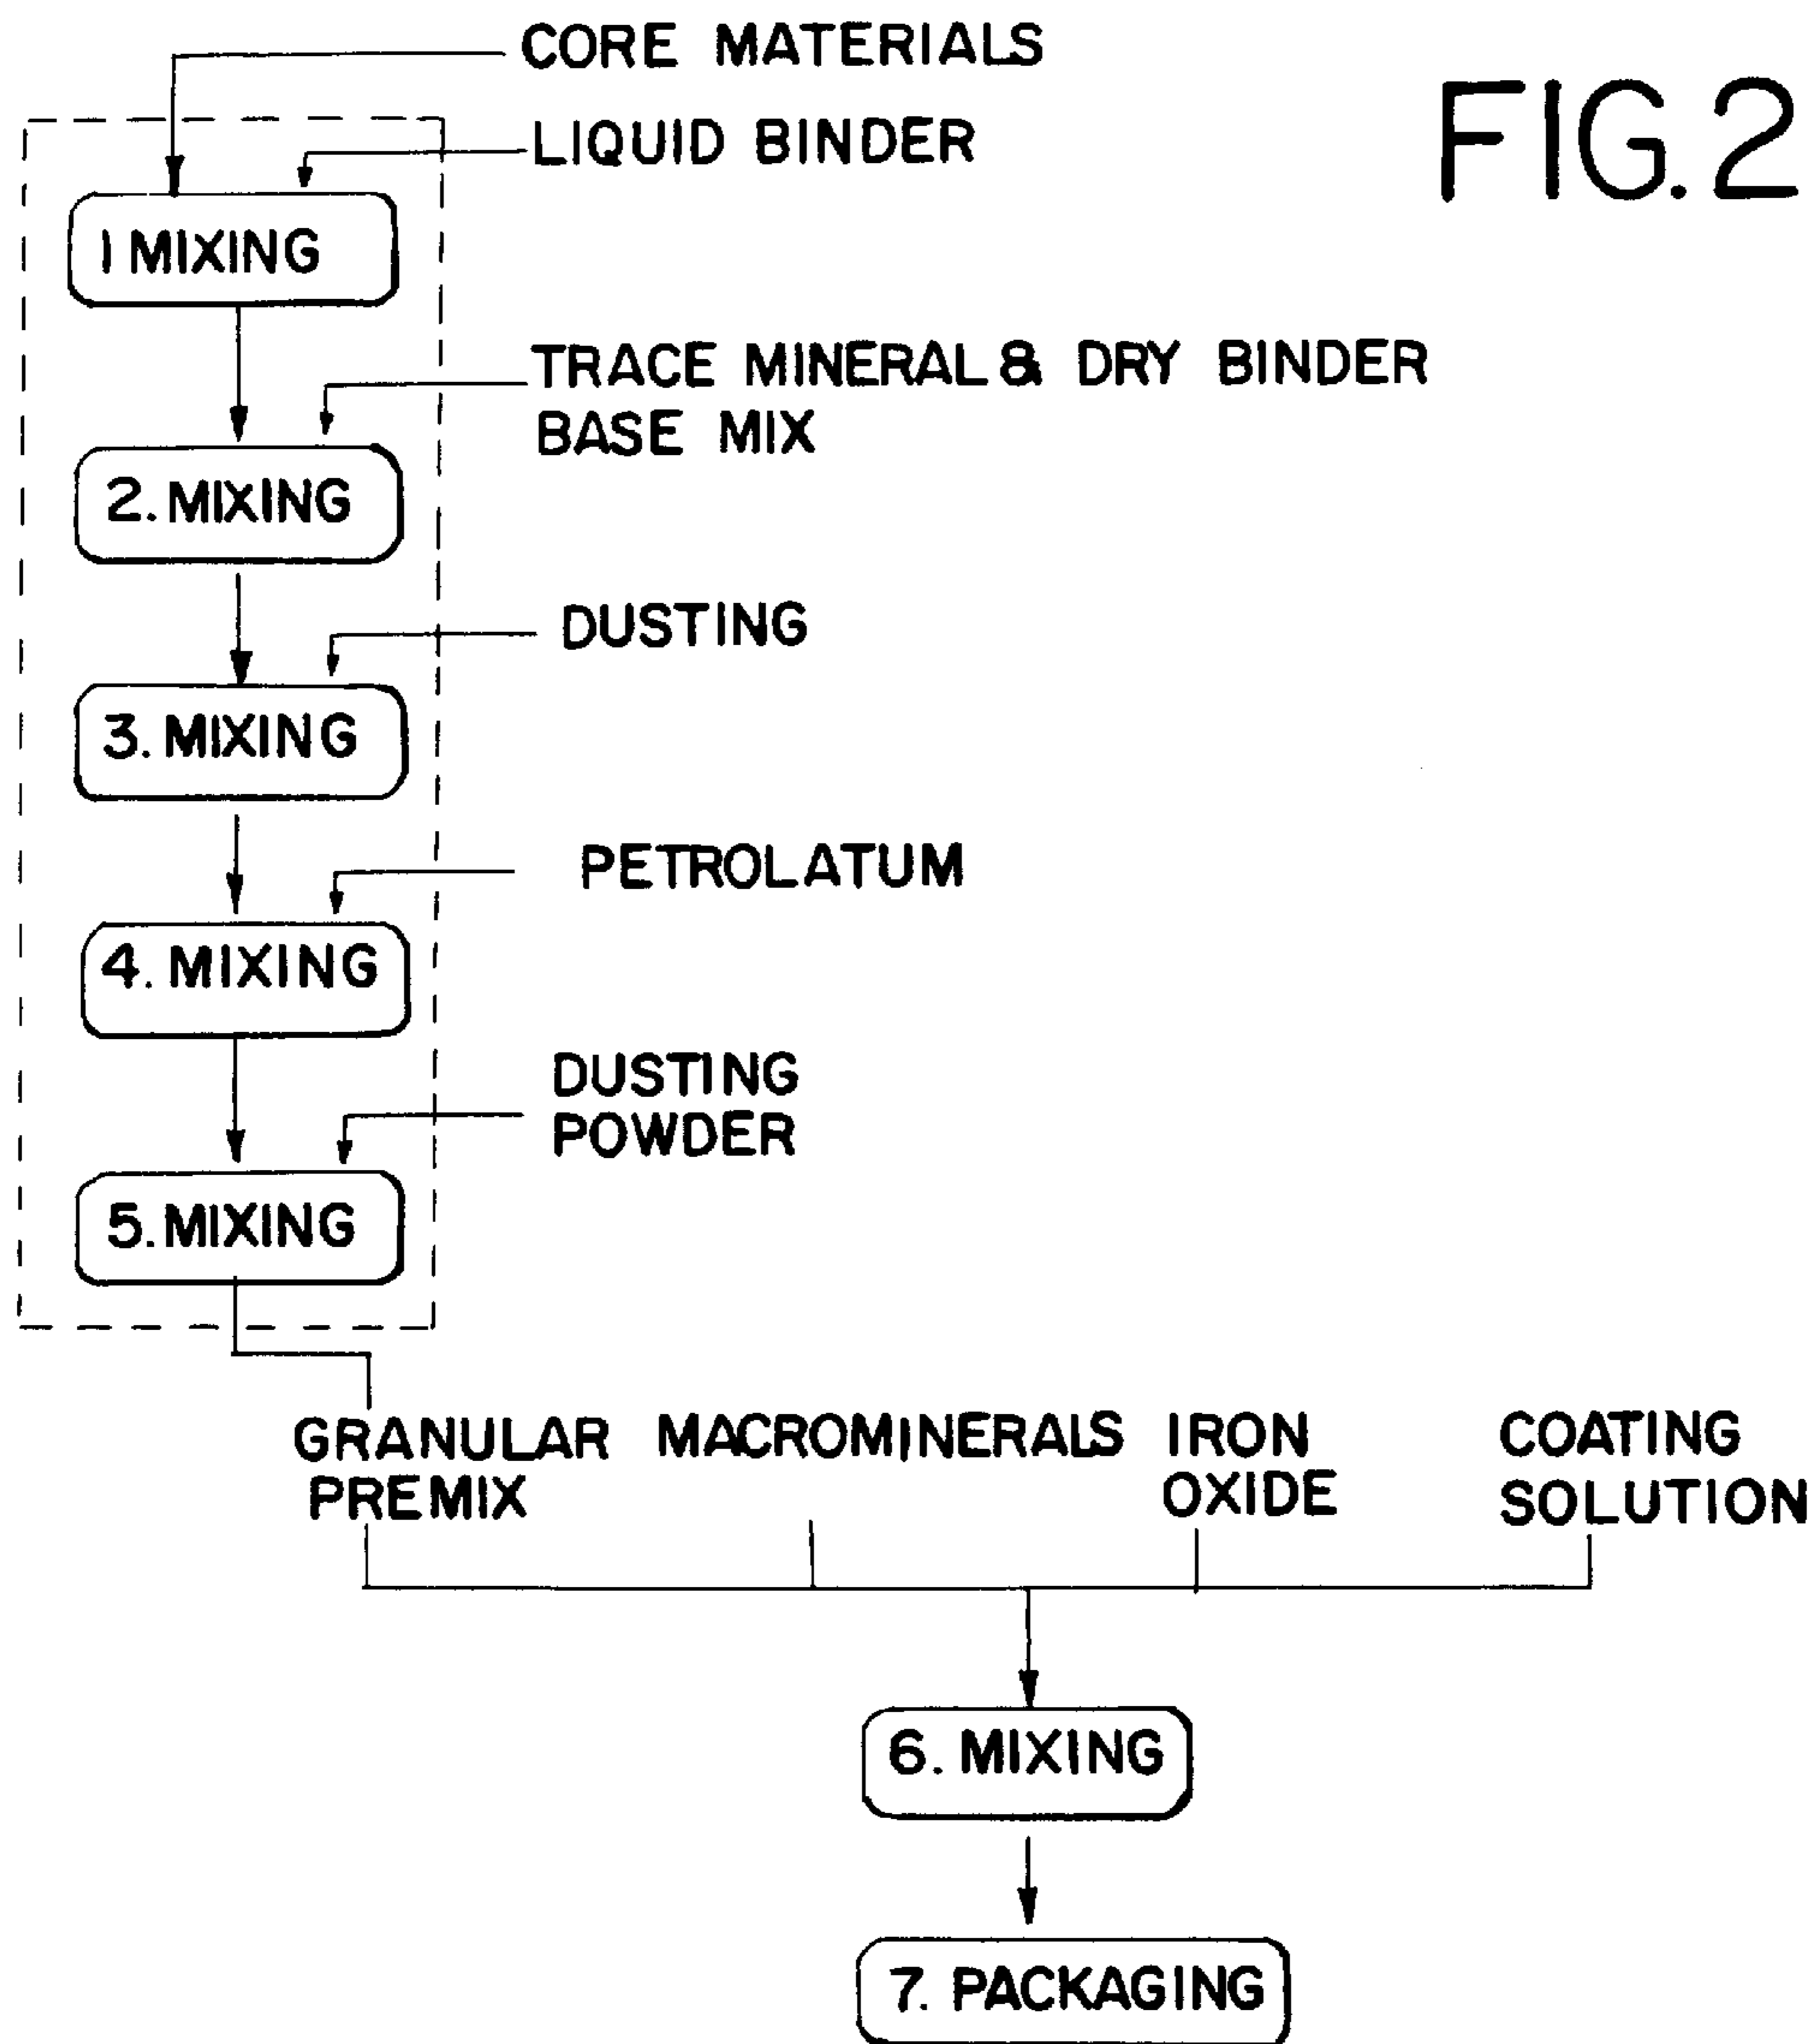 CORE MATERIALS
FIG.2
LIQUID BINDER
1 MIXING
TRACE MINERAL & DRY BINDER
BASE MIX
2. MIXING
DUSTING
3. MIXING
PETROLATUM
4. MIXING
DUSTING
POWDER
5. MIXING
GRANULAR
PREMIX
MACROMINERALS
IRON
OXIDE
COATING
SOLUTION
6. MIXING
7. PACKAGING